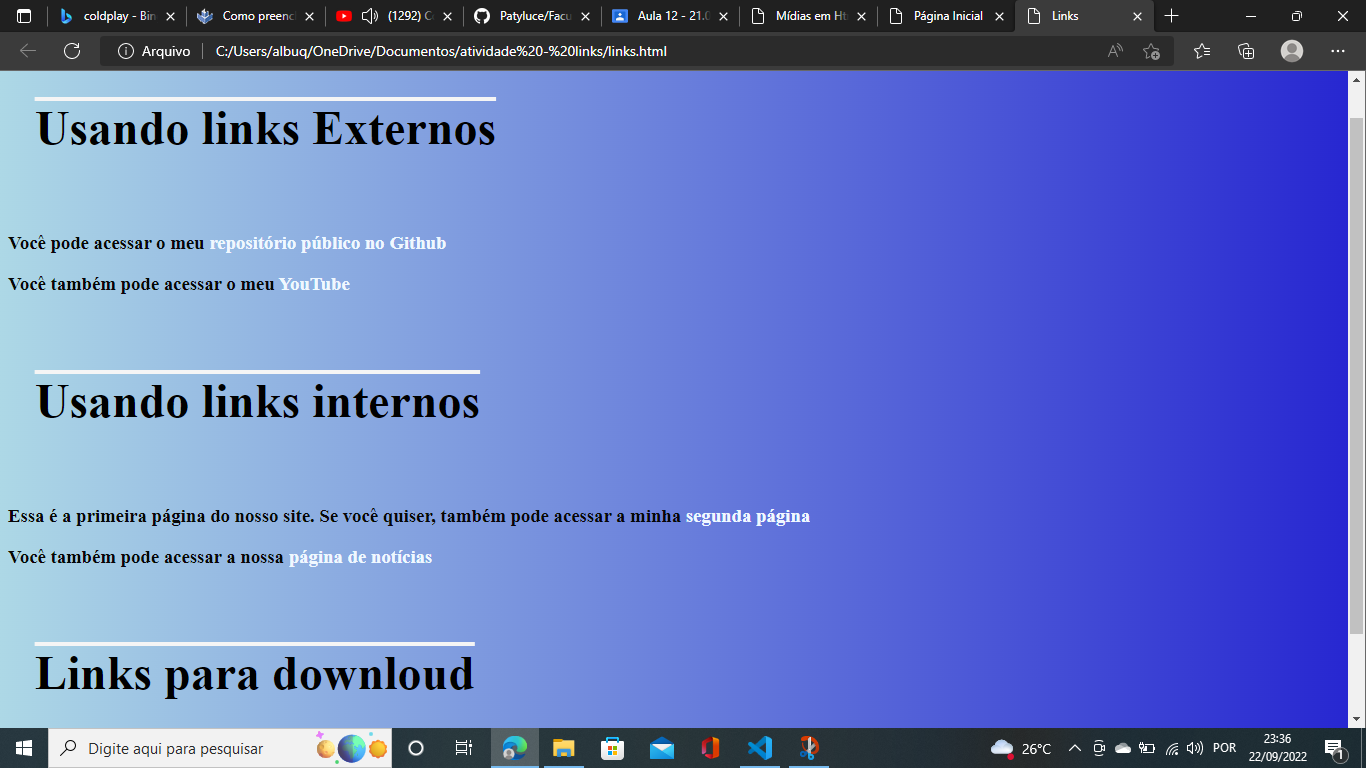 coldplay - Bin
Como preenc
(1292) C
Patyluce/Facu
Aula 12 - 21.0
Mídias em Ht
Página Inicial
Links
Arquivo
C:/Users/albuq/OneDrive/Documentos/atividade%20-%20links/links.html
Usando links Externos
Você pode acessar o meu repositório público no Github
Você também pode acessar o meu YouTube
Usando links internos
Essa é a primeira página do nosso site. Se você quiser, também pode acessar a minha segunda página
Você também pode acessar a nossa página de notícias
Links para downloud
Digite aqui para pesquisar
26°C
POR
23:36
22/09/2022
1